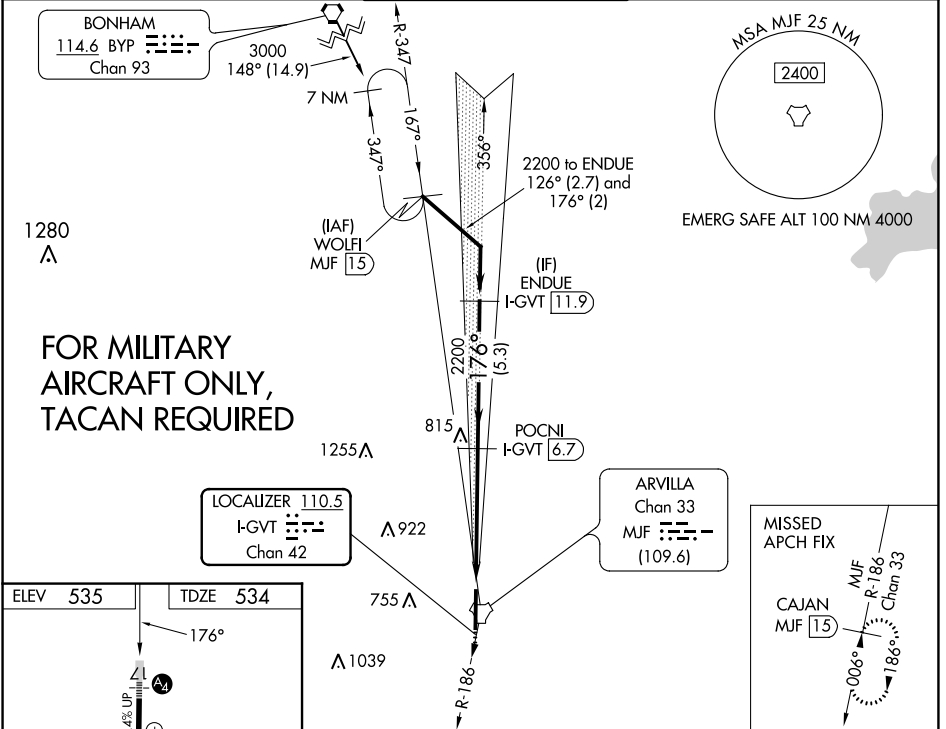 BONHAM
114.6 BYP
Chan 93
3000
148° (14.9)
7 NM
R-347
167°
347°
356°
MSA MJF 25 NM
2400
EMERG SAFE ALT 100 NM 4000
2200 to ENDUE
126° (2.7) and
176° (2)
1280
(IAF)
WOLFI
MJF 15
(IF)
ENDUE
I-GVT 11.9
2200
176°
(5.3)
FOR MILITARY
AIRCRAFT ONLY,
TACAN REQUIRED
815
1255
POCNI
I-GVT 6.7
LOCALIZER 110.5
I-GVT
Chan 42
922
ARVILLA
Chan 33
MJF
(109.6)
755
1039
R-186
MISSED
APCH FIX
MJF
R-186
Chan 33
CAJAN
MJF 15
006°
186°
ELEV 535
TDZE 534
176°
17
A4
4% UP